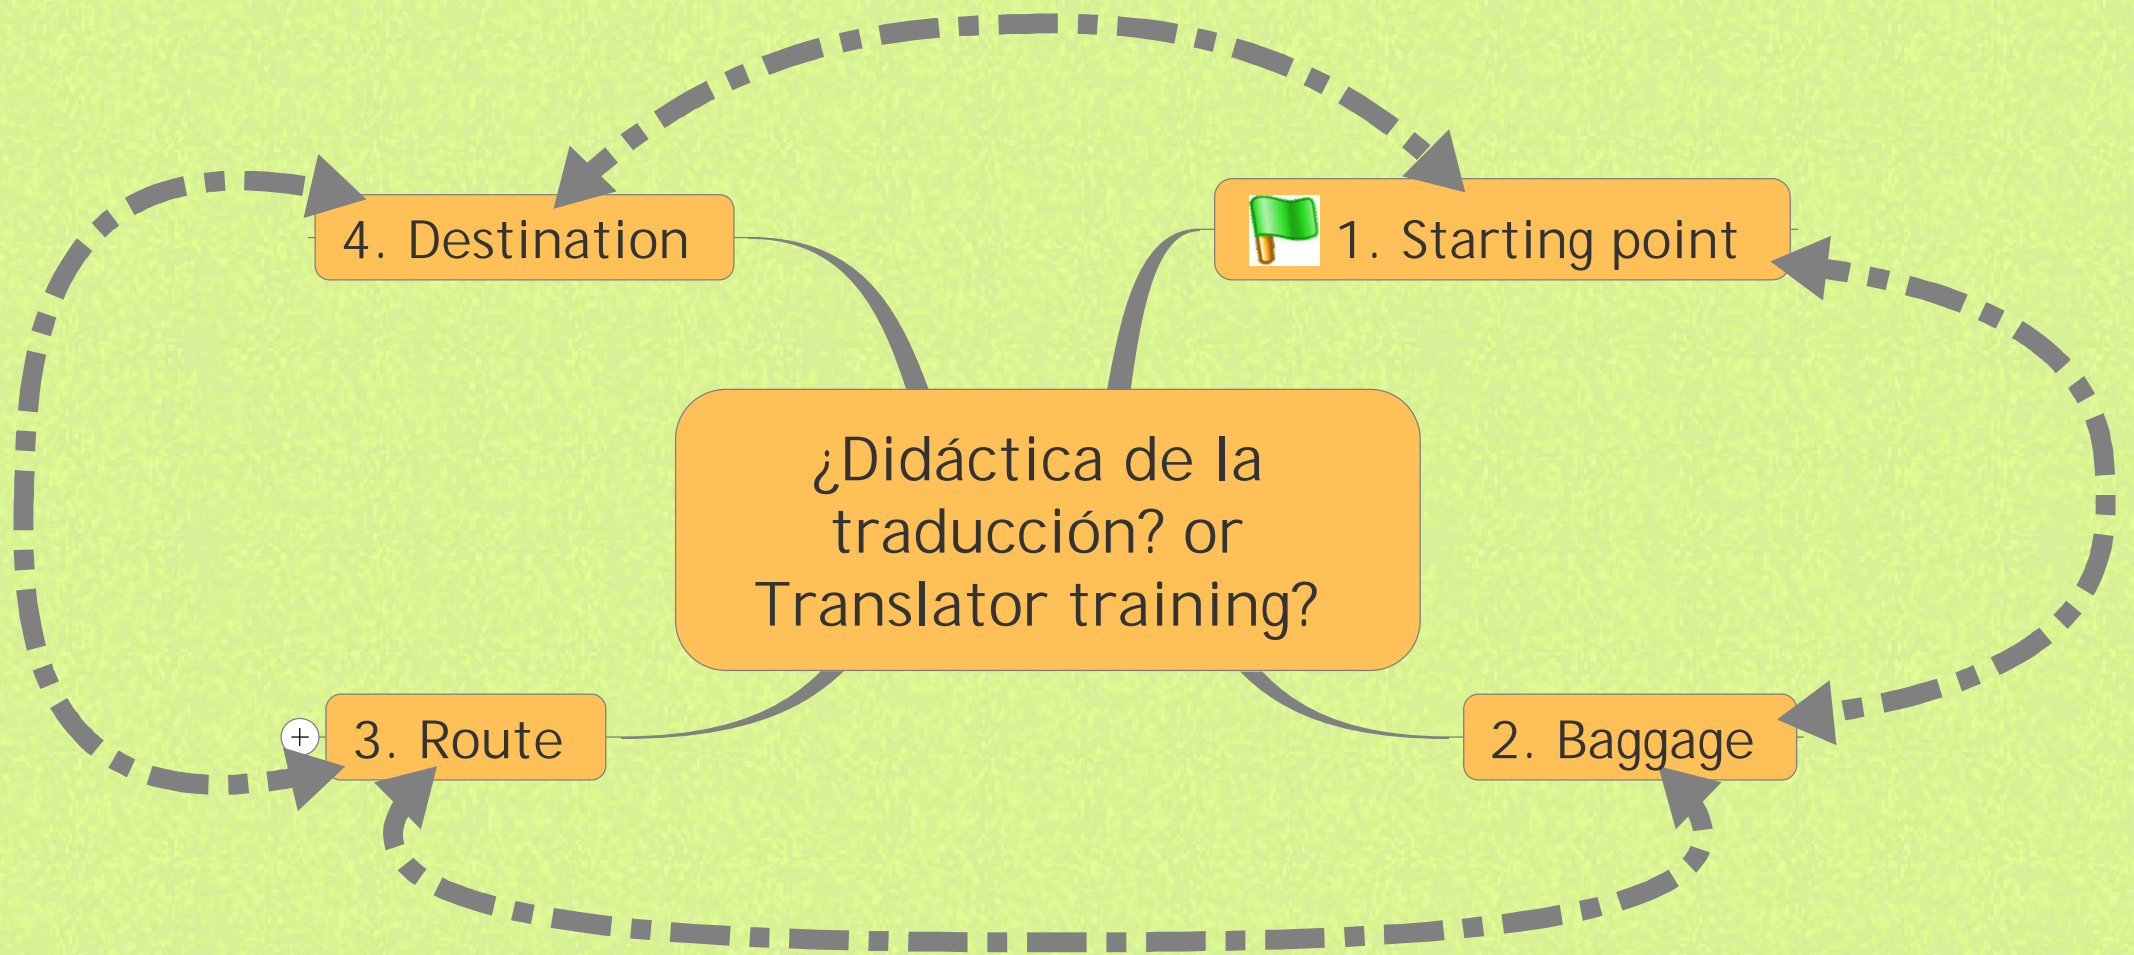 4. Destination
1. Starting point
¿Didáctica de la
traducción? or
Translator training?
3. Route
2. Baggage